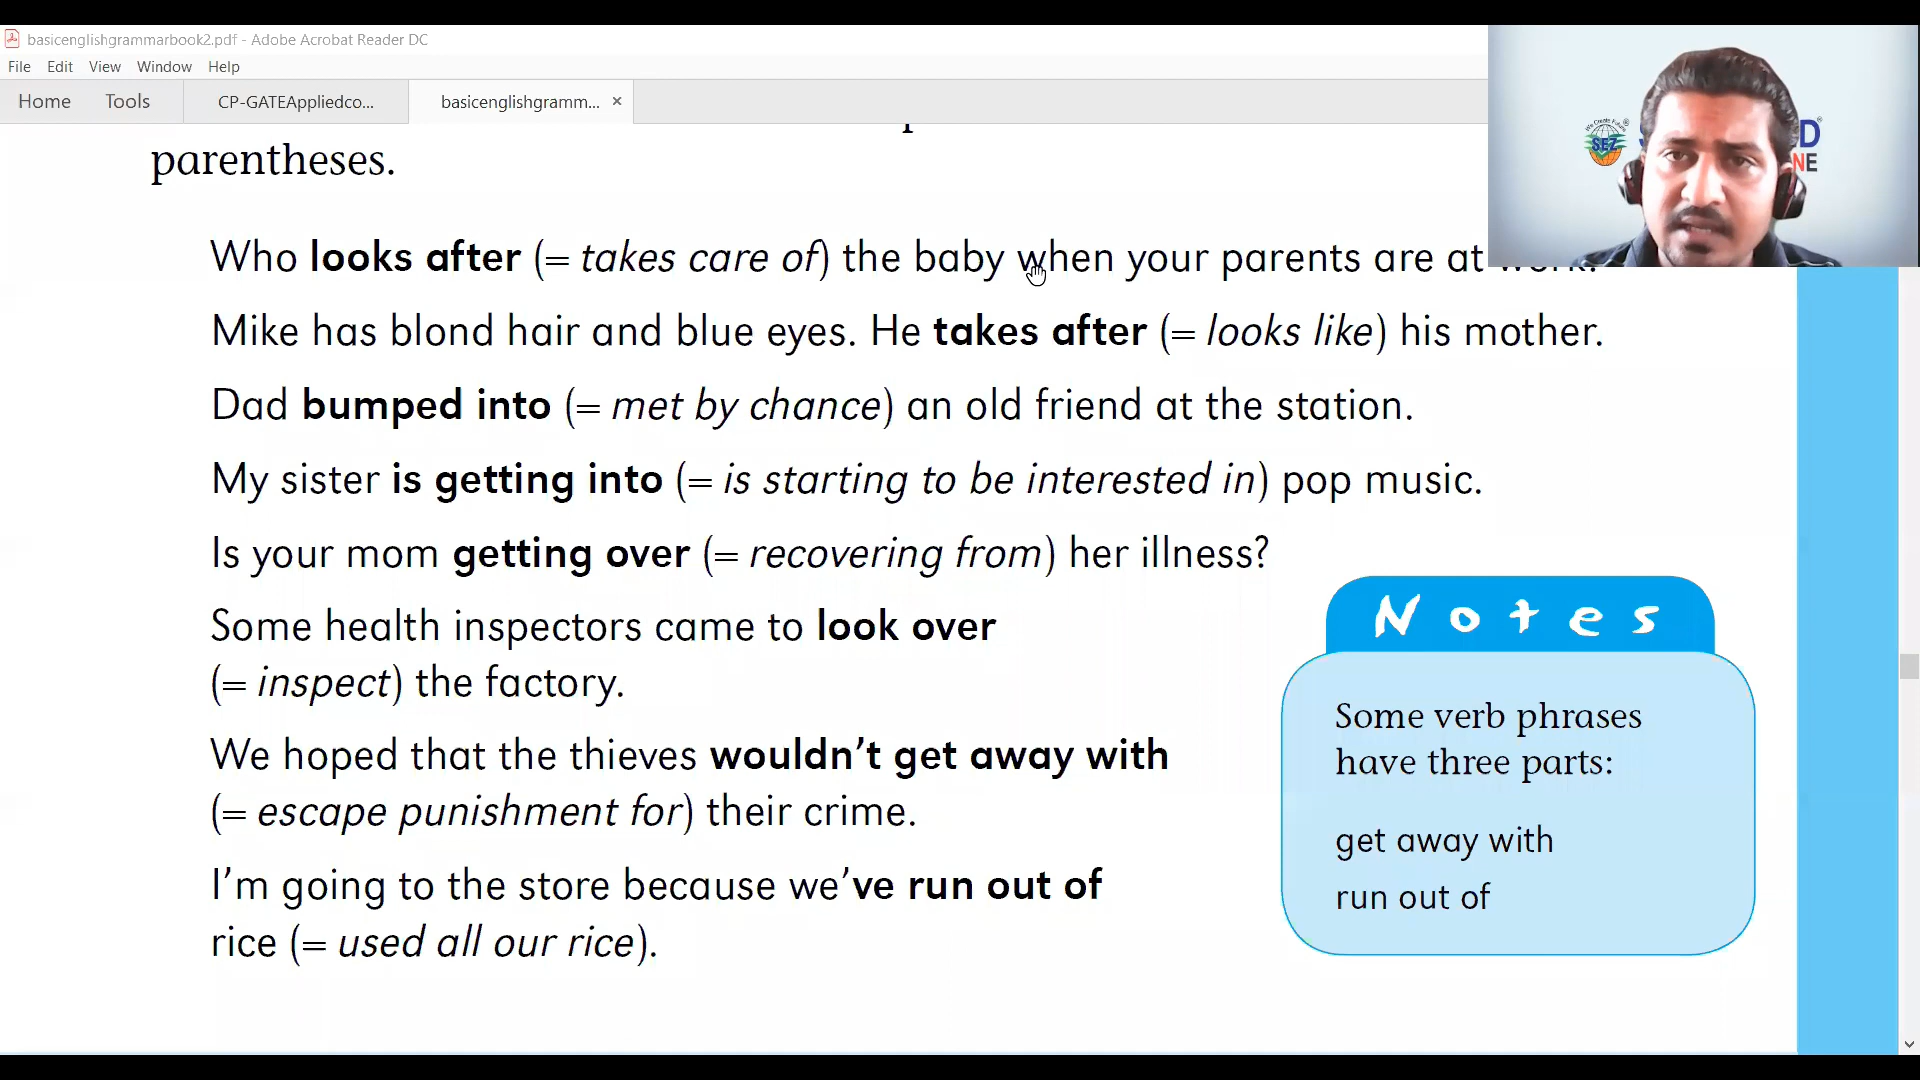 basicenglishgrammarbook2.pdf - Adobe Acrobat Reader DC
File Edit View Window Help
Home Tools CP-GATEAppliedco... basicenglishgramm... ×
parentheses.
Who looks after (= takes care of) the baby when your parents are at
Mike has blond hair and blue eyes. He takes after (= looks like) his mother.
Dad bumped into (= met by chance) an old friend at the station.
My sister is getting into (= is starting to be interested in) pop music.
Is your mom getting over (= recovering from) her illness?
Some health inspectors came to look over
(= inspect) the factory.
We hoped that the thieves wouldn't get away with
(= escape punishment for) their crime.
I'm going to the store because we've run out of
rice (= used all our rice).
Notes
Some verb phrases
have three parts:
get away with
run out of
We Create Future
SEZ